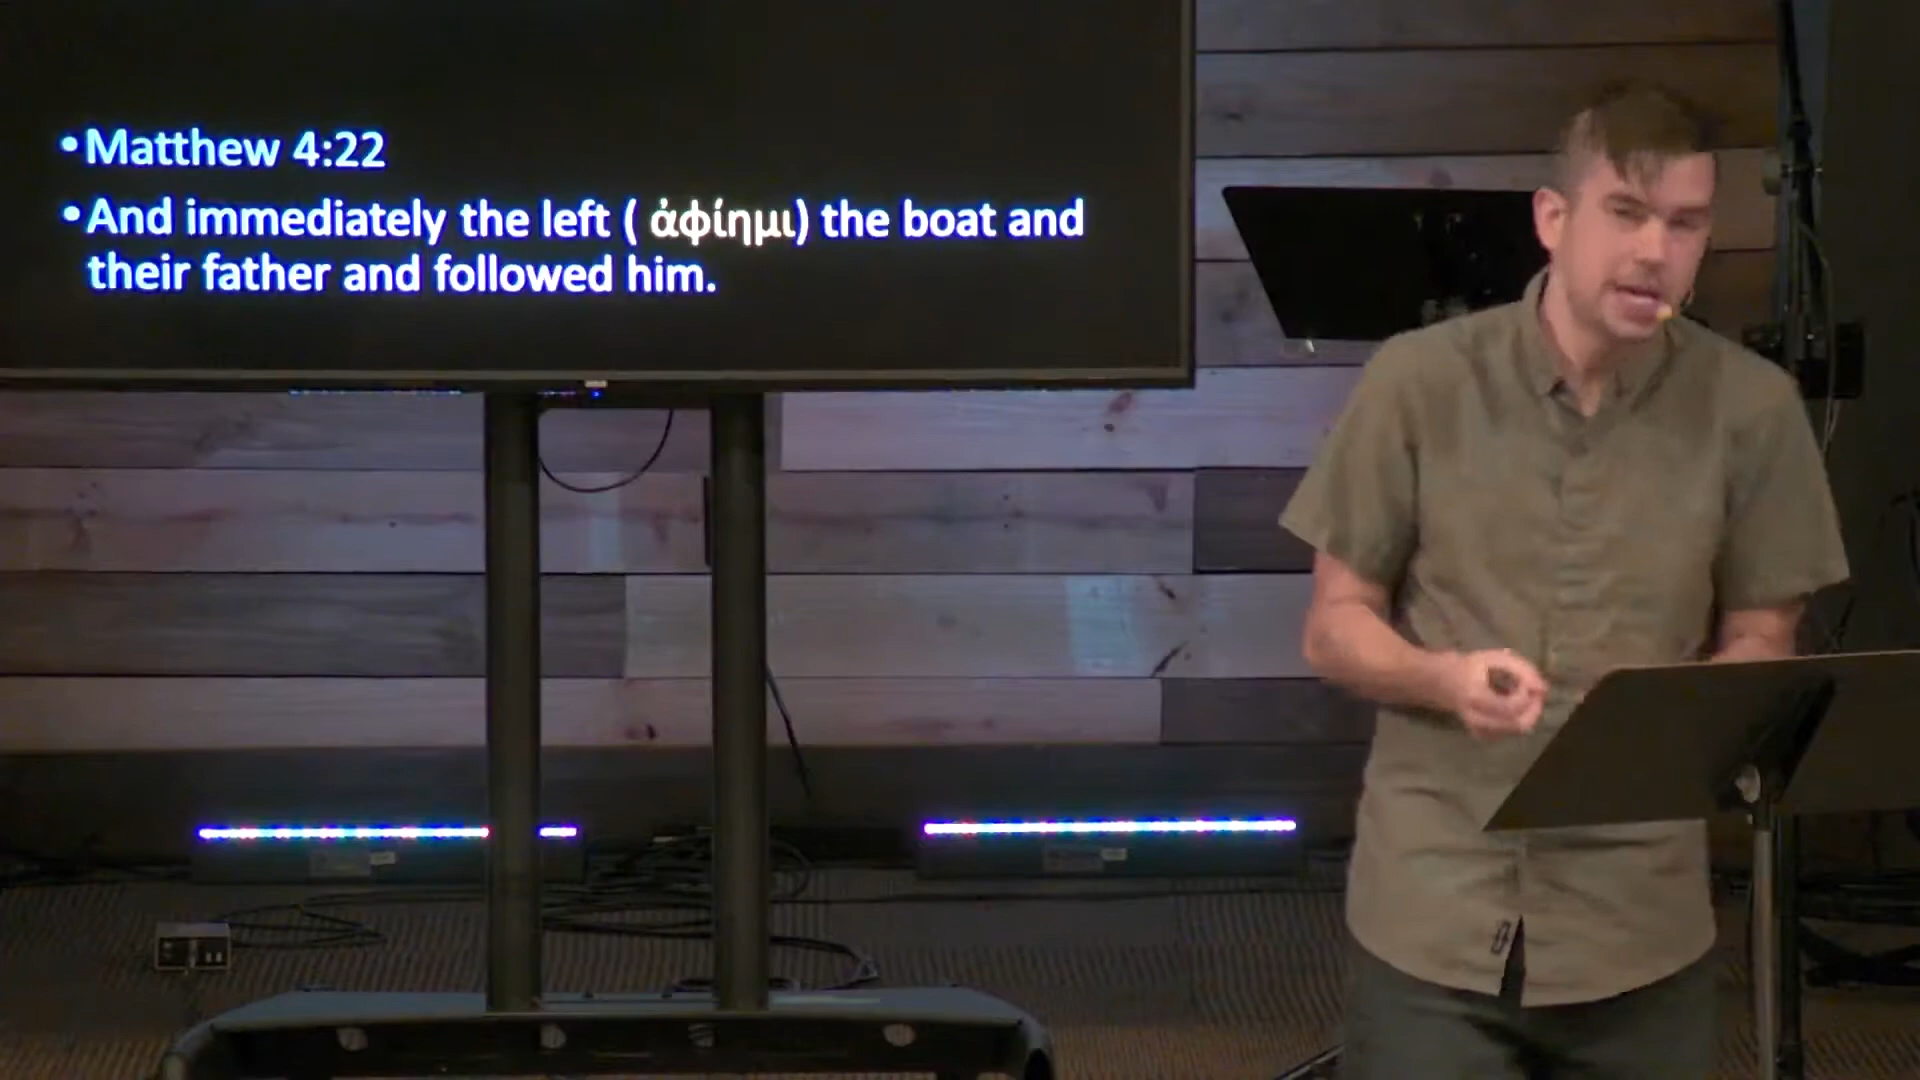 •Matthew 4:22
•And immediately the left ( ἀφίημι) the boat and
their father and followed him.